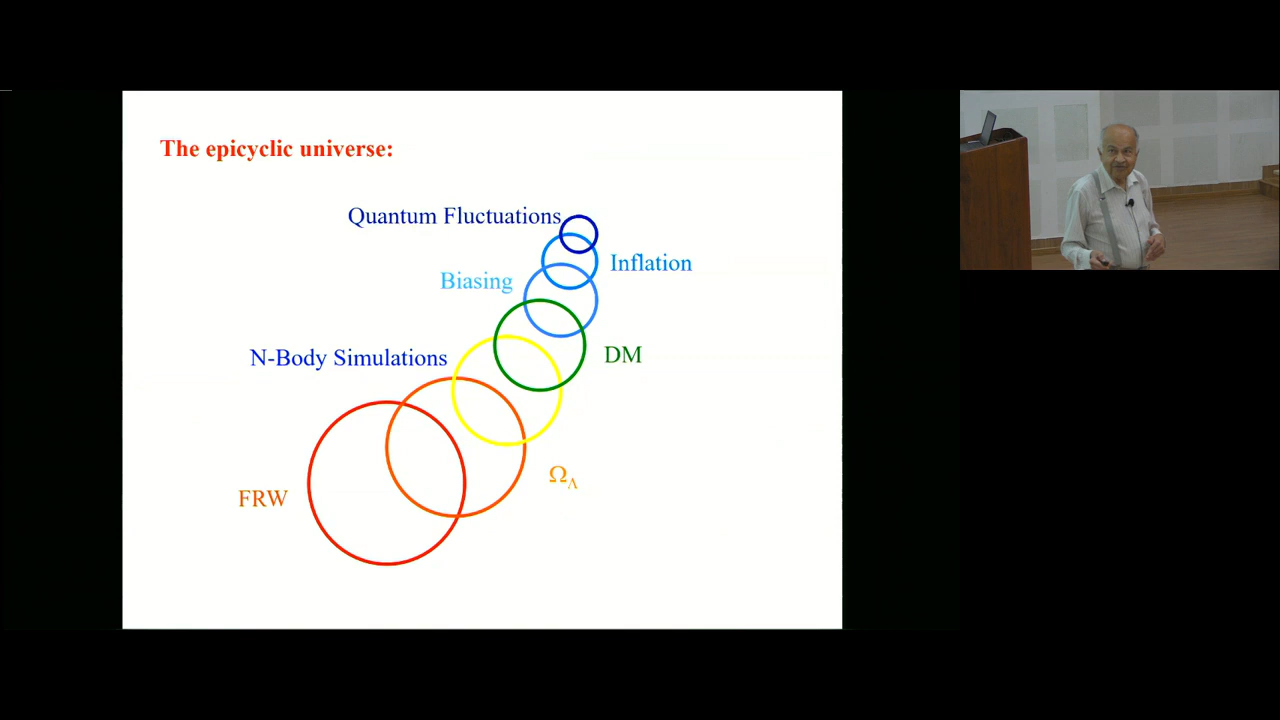 The epicyclic universe:
Quantum Fluctuations
Inflation
Biasing
DM
N-Body Simulations
Ω_Λ
FRW